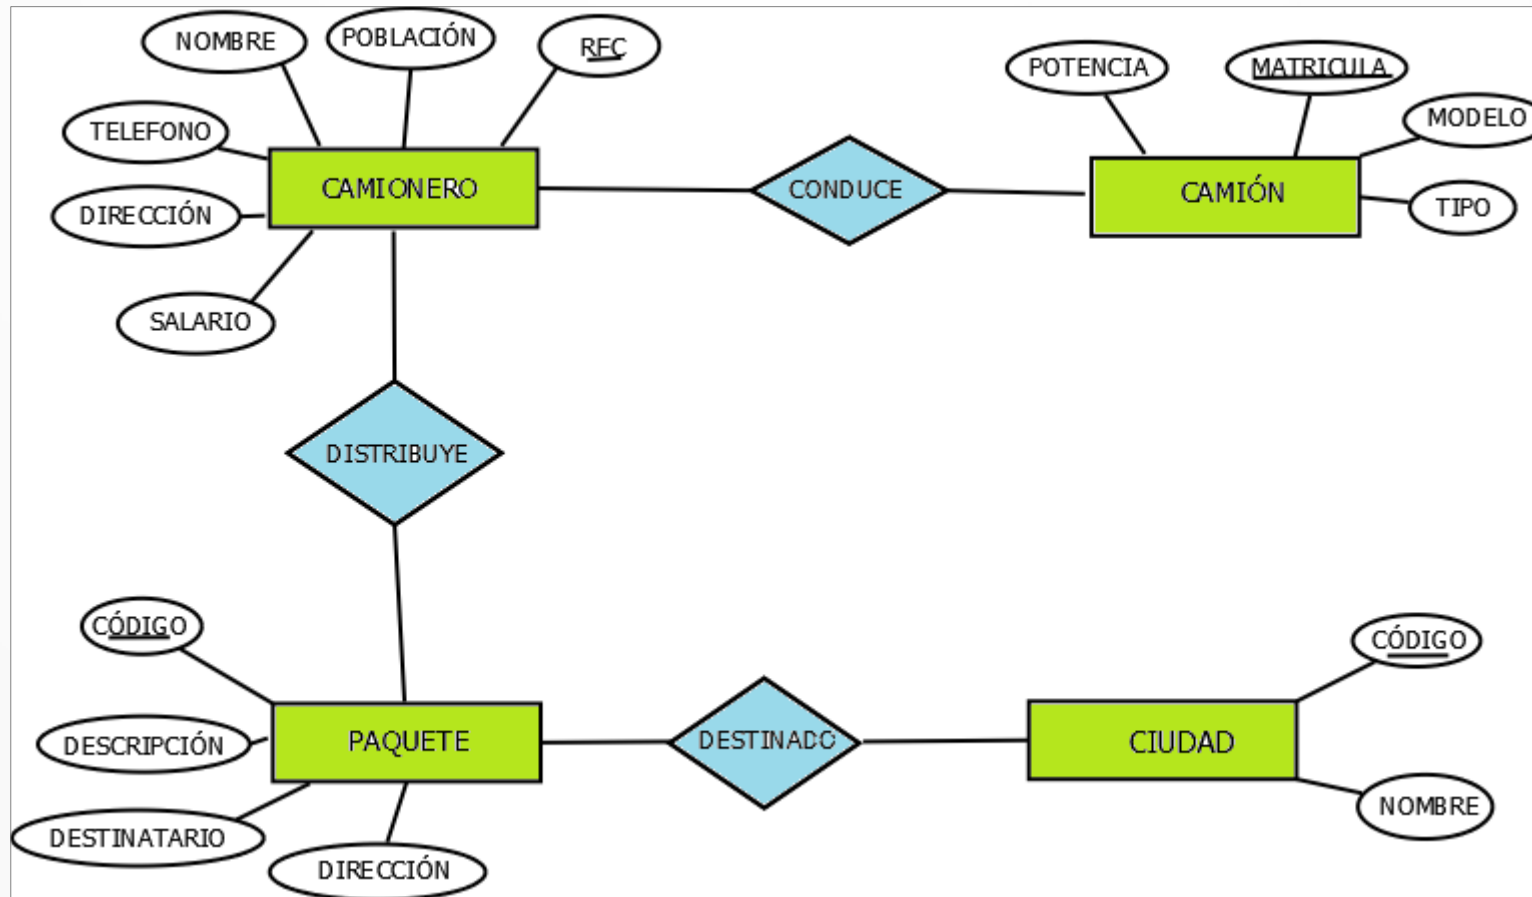 NOMBRE
POBLACIÓN
RFC
POTENCIA
MATRICULA
MODELO
TELEFONO
CAMIONERO
CONDUCE
CAMIÓN
TIPO
DIRECCIÓN
SALARIO
DISTRIBUYE
CÓDIGO
CÓDIGO
DESCRIPCIÓN
PAQUETE
DESTINADO
CIUDAD
NOMBRE
DESTINATARIO
DIRECCIÓN